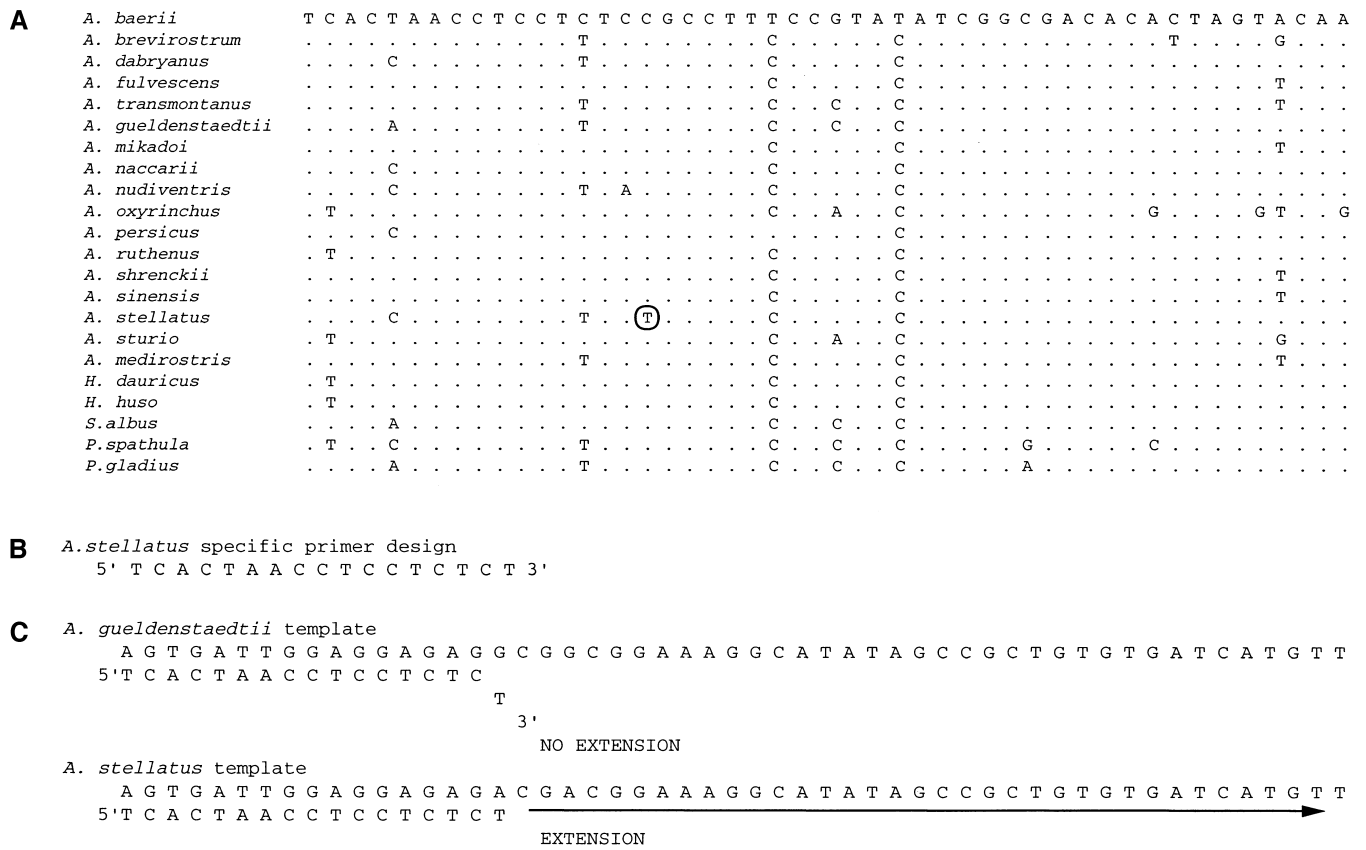 A
A. baerii T C A C T A A C C T C C T C T C C G C C T T T C C G T A T A T C G G C G A C A C A C T A G T A C A A
A. brevirostrum . . . . . . . . . . . . . T . . . . . . . . C . . . . . C . . . . . . . . . . . . T . . . . G . . .
A. dabryanus . . . . C . . . . . . . . T . . . . . . . . C . . . . . C . . . . . . . . . . . . . . . . . . . . .
A. fulvescens . . . . . . . . . . . . . . . . . . . . . . C . . . . . C . . . . . . . . . . . . . . . . . T . . .
A. transmontanus . . . . . . . . . . . . . T . . . . . . . . C . . C . . C . . . . . . . . . . . . . . . . . T . . .
A. gueldenstaedtii . . . . A . . . . . . . . T . . . . . . . . C . . C . . C . . . . . . . . . . . . . . . . . . . . .
A. mikadoi . . . . . . . . . . . . . . . . . . . . . . C . . . . . C . . . . . . . . . . . . . . . . . T . . .
A. naccarii . . . . C . . . . . . . . . . . . . . . . . C . . . . . C . . . . . . . . . . . . . . . . . . . . .
A. nudiventris . . . . C . . . . . . . . T . A . . . . . . C . . . . . C . . . . . . . . . . . . . . . . . . . . .
A. oxyrinchus . T . . . . . . . . . . . . . . . . . . . . C . . A . . C . . . . . . . . . . . G . . . . G T . . G
A. persicus . . . . C . . . . . . . . . . . . . . . . . . . . . . . C . . . . . . . . . . . . . . . . . . . . .
A. ruthenus . T . . . . . . . . . . . . . . . . . . . . C . . . . . C . . . . . . . . . . . . . . . . . . . . .
A. shrenckii . . . . . . . . . . . . . . . . . . . . . . C . . . . . C . . . . . . . . . . . . . . . . . T . . .
A. sinensis . . . . . . . . . . . . . . . . . . . . . . C . . . . . C . . . . . . . . . . . . . . . . . T . . .
A. stellatus . . . . C . . . . . . . . T . . T . . . . . C . . . . . C . . . . . . . . . . . . . . . . . . . . .
A. sturio . T . . . . . . . . . . . . . . . . . . . . C . . A . . C . . . . . . . . . . . . . . . . . G . . .
A. medirostris . . . . . . . . . . . . . T . . . . . . . . C . . . . . C . . . . . . . . . . . . . . . . . T . . .
H. dauricus . T . . . . . . . . . . . . . . . . . . . . C . . . . . C . . . . . . . . . . . . . . . . . . . . .
H. huso . T . . . . . . . . . . . . . . . . . . . . C . . . . . C . . . . . . . . . . . . . . . . . . . . .
S.albus . . . . A . . . . . . . . . . . . . . . . . C . . C . . C . . . . . . . . . . . . . . . . . . . . .
P.spathula . T . . C . . . . . . . . T . . . . . . . . C . . C . . C . . . . . G . . . . . C . . . . . . . . .
P.gladius . . . . A . . . . . . . . T . . . . . . . . C . . C . . C . . . . . A . . . . . . . . . . . . . . .
B
A.stellatus specific primer design
5' T C A C T A A C C T C C T C T C T 3'
C
A. gueldenstaedtii template
A G T G A T T G G A G G A G A G G C G G C G G A A A G G C A T A T A G C C G C T G T G T G A T C A T G T T
5'T C A C T A A C C T C C T C T C
T
3'
NO EXTENSION
A. stellatus template
A G T G A T T G G A G G A G A G A C G A C G G A A A G G C A T A T A G C C G C T G T G T G A T C A T G T T
5'T C A C T A A C C T C C T C T C T
EXTENSION